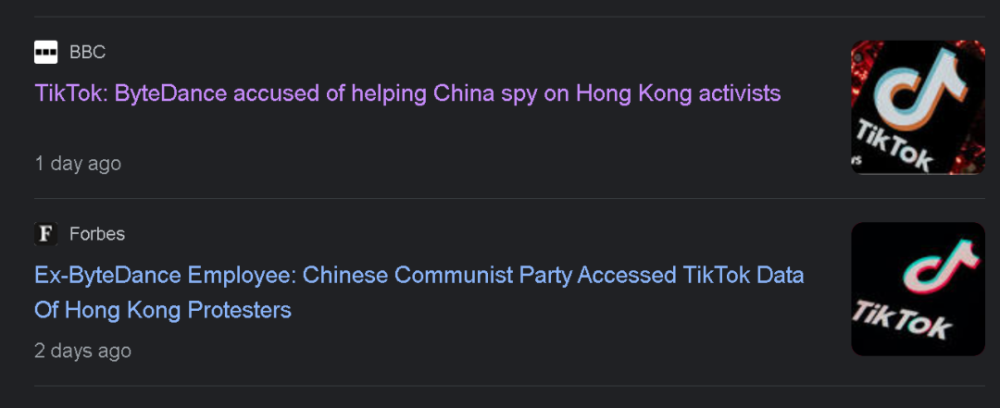 BBC
TikTok: ByteDance accused of helping China spy on Hong Kong activists
1 day ago
TikTok
F Forbes
Ex-ByteDance Employee: Chinese Communist Party Accessed TikTok Data
Of Hong Kong Protesters
2 days ago
TikTok